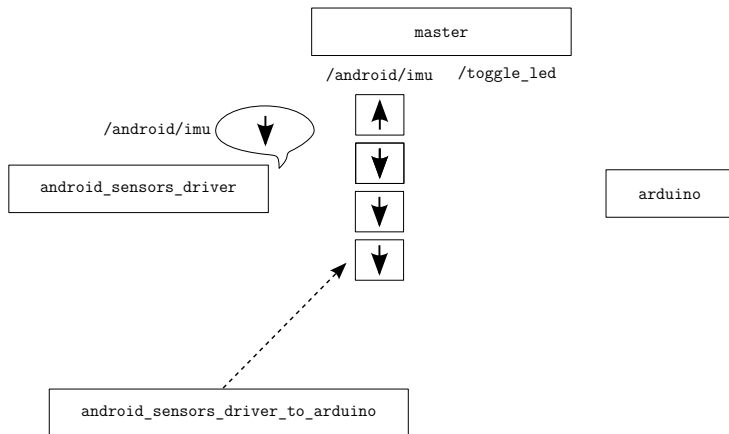 master
/android/imu /toggle_led
/android/imu
android_sensors_driver
arduino
android_sensors_driver_to_arduino